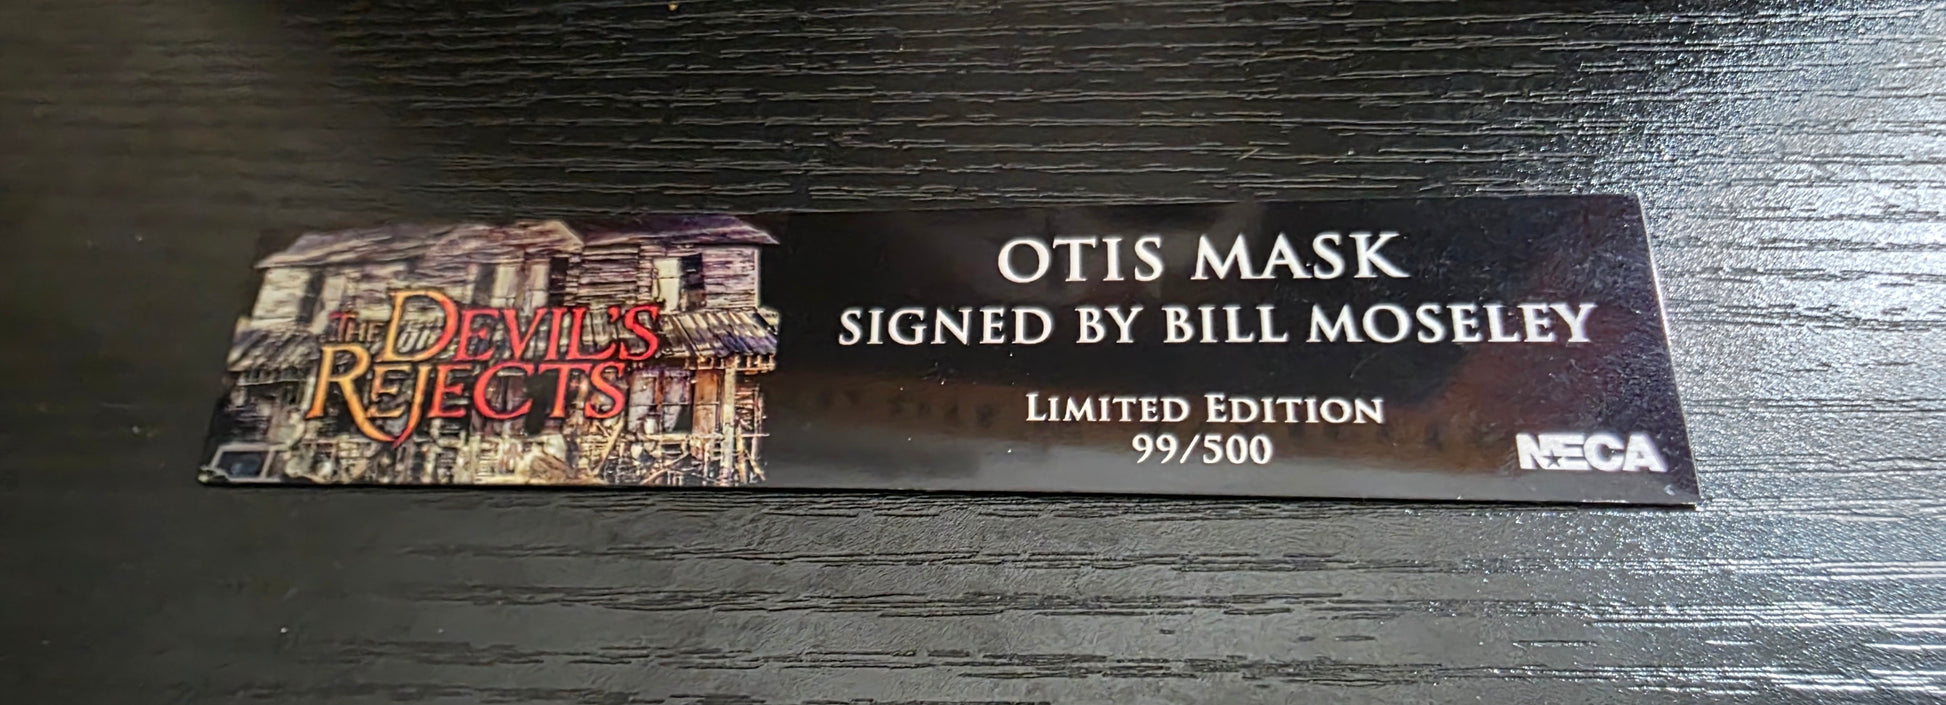 THE DEVIL'S
REJECTS
OTIS MASK
SIGNED BY BILL MOSELEY
LIMITED EDITION
99/500
NECA